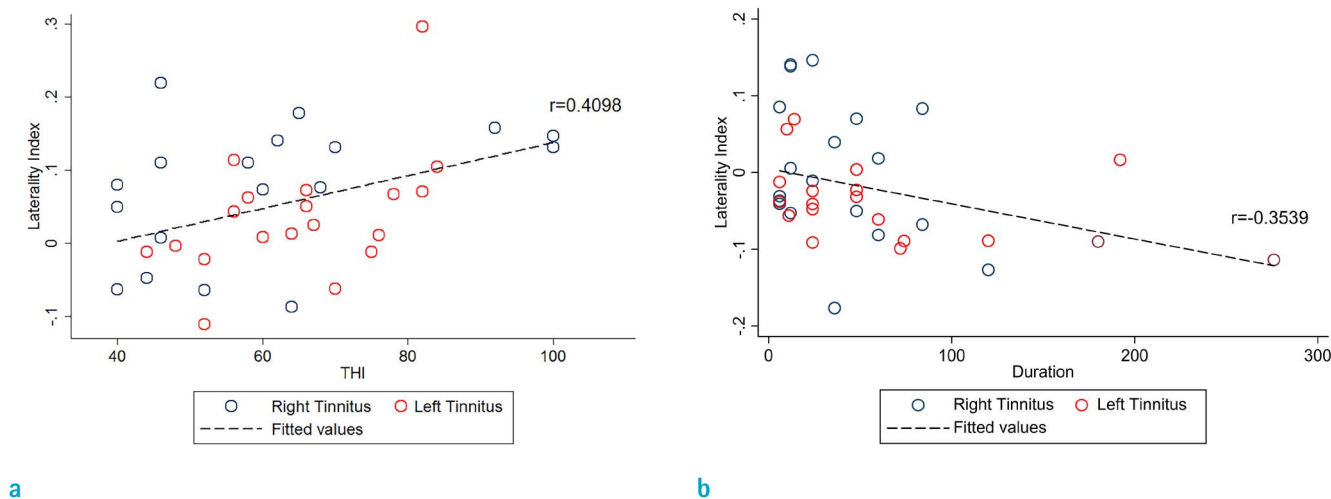 .3
.2
.1
0
-.1
Laterality Index
r=0.4098
40 60 80 100
THI
Right Tinnitus Left Tinnitus
Fitted values
a
.2
.1
0
-.1
-.2
Laterality Index
r=-0.3539
0 100 200 300
Duration
Right Tinnitus Left Tinnitus
Fitted values
b